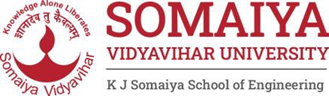 Knowledge Alone Liberates
ज्ञानादेव तु कैवल्यम्
Somaiya Vidyavihar
SOMAIYA
VIDYAVIHAR UNIVERSITY
K J Somaiya School of Engineering